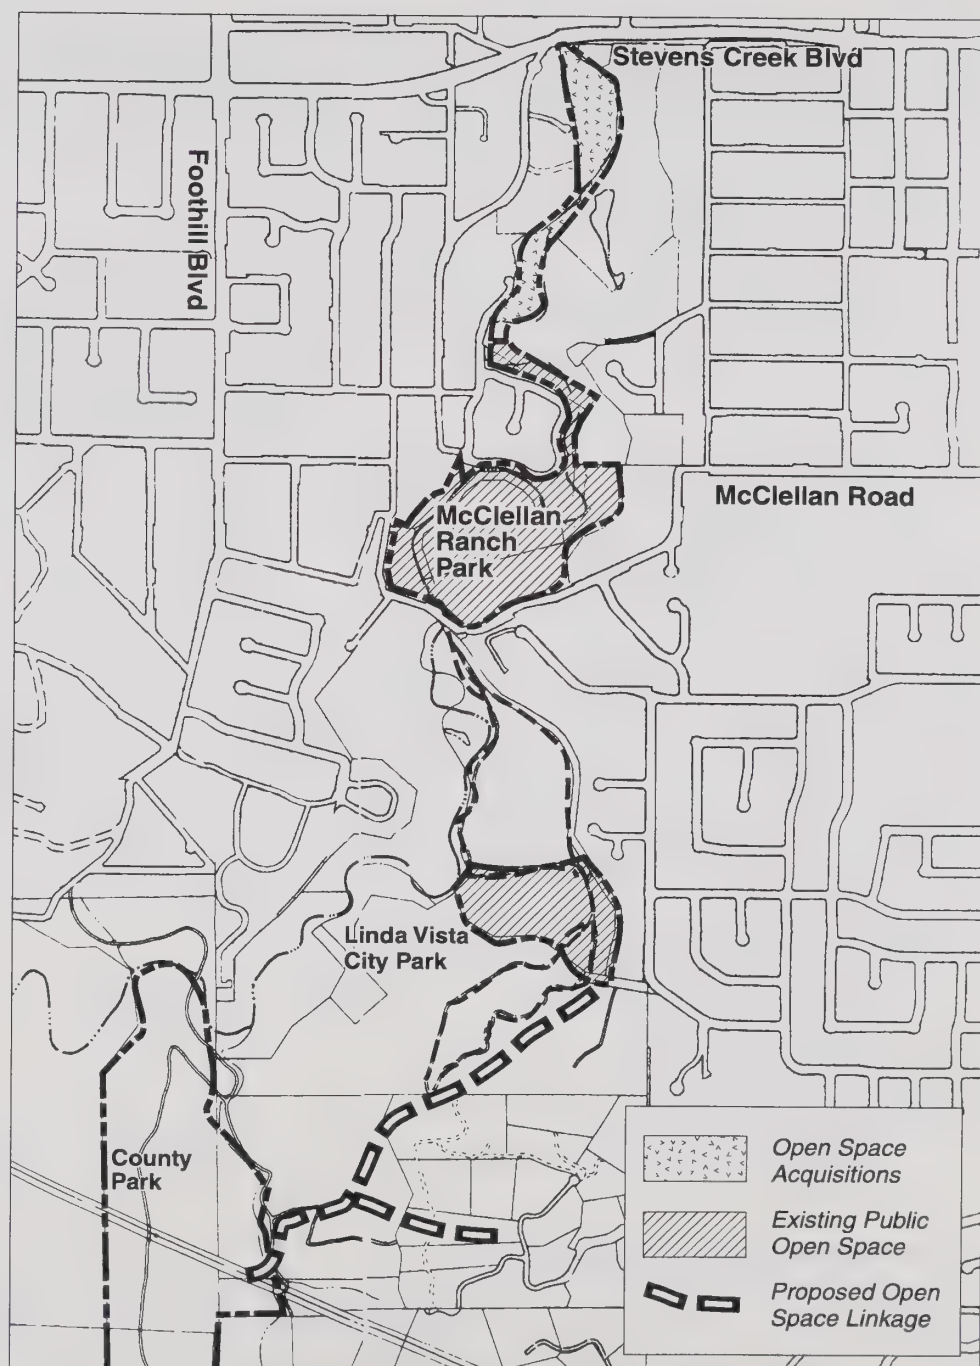 Stevens Creek Blvd
Foothill Blvd
McClellan Road
McClellan
Ranch
Park
Linda Vista
City Park
County
Park
Open Space
Acquisitions
Existing Public
Open Space
Proposed Open
Space Linkage